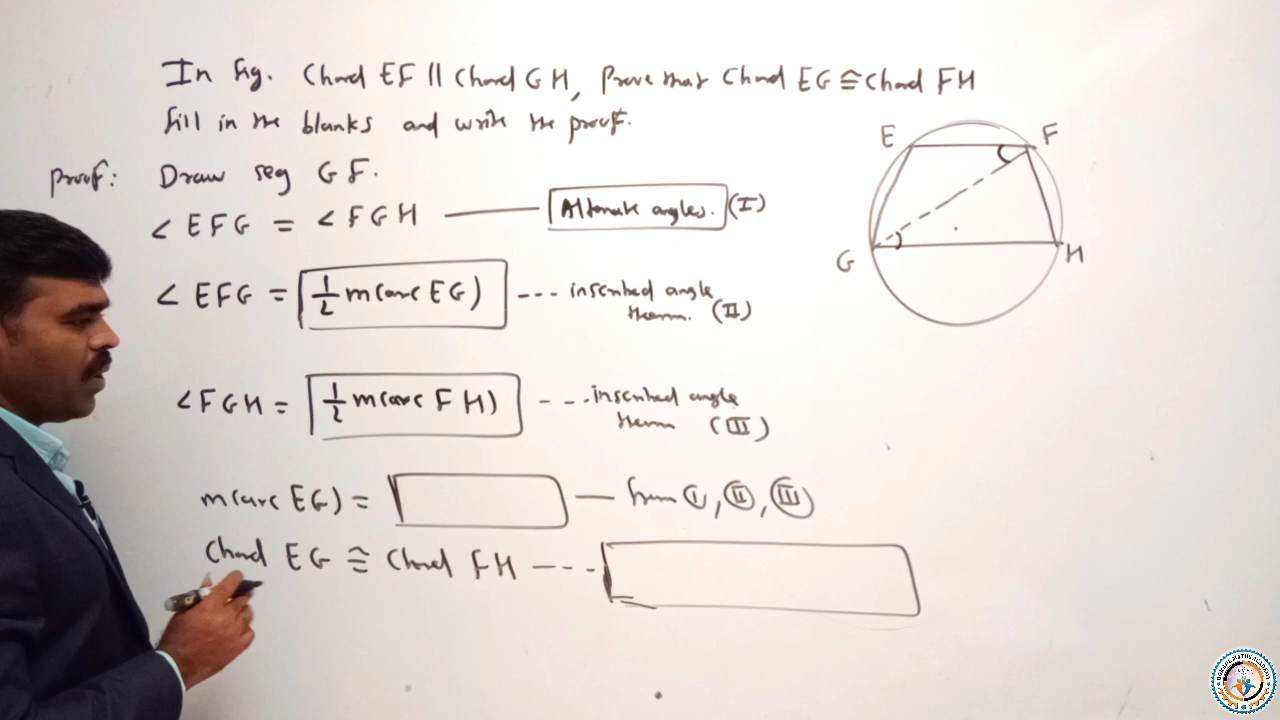 In fig. Chord EF || Chord GH, Prove that Chord EG ≅ Chord FH
fill in the blanks and write the proof.
Proof: Draw seg GF.
∠EFG = ∠FGH — Alternate angles. (I)
∠EFG = 1/2 m(arc EG) --- inscribed angle
theorem. (II)
∠FGH = 1/2 m(arc FH) --- inscribed angle
theorem (III)
m(arc EG) = — from (I), (II), (III)
Chord EG ≅ Chord FH ---
E F
G H